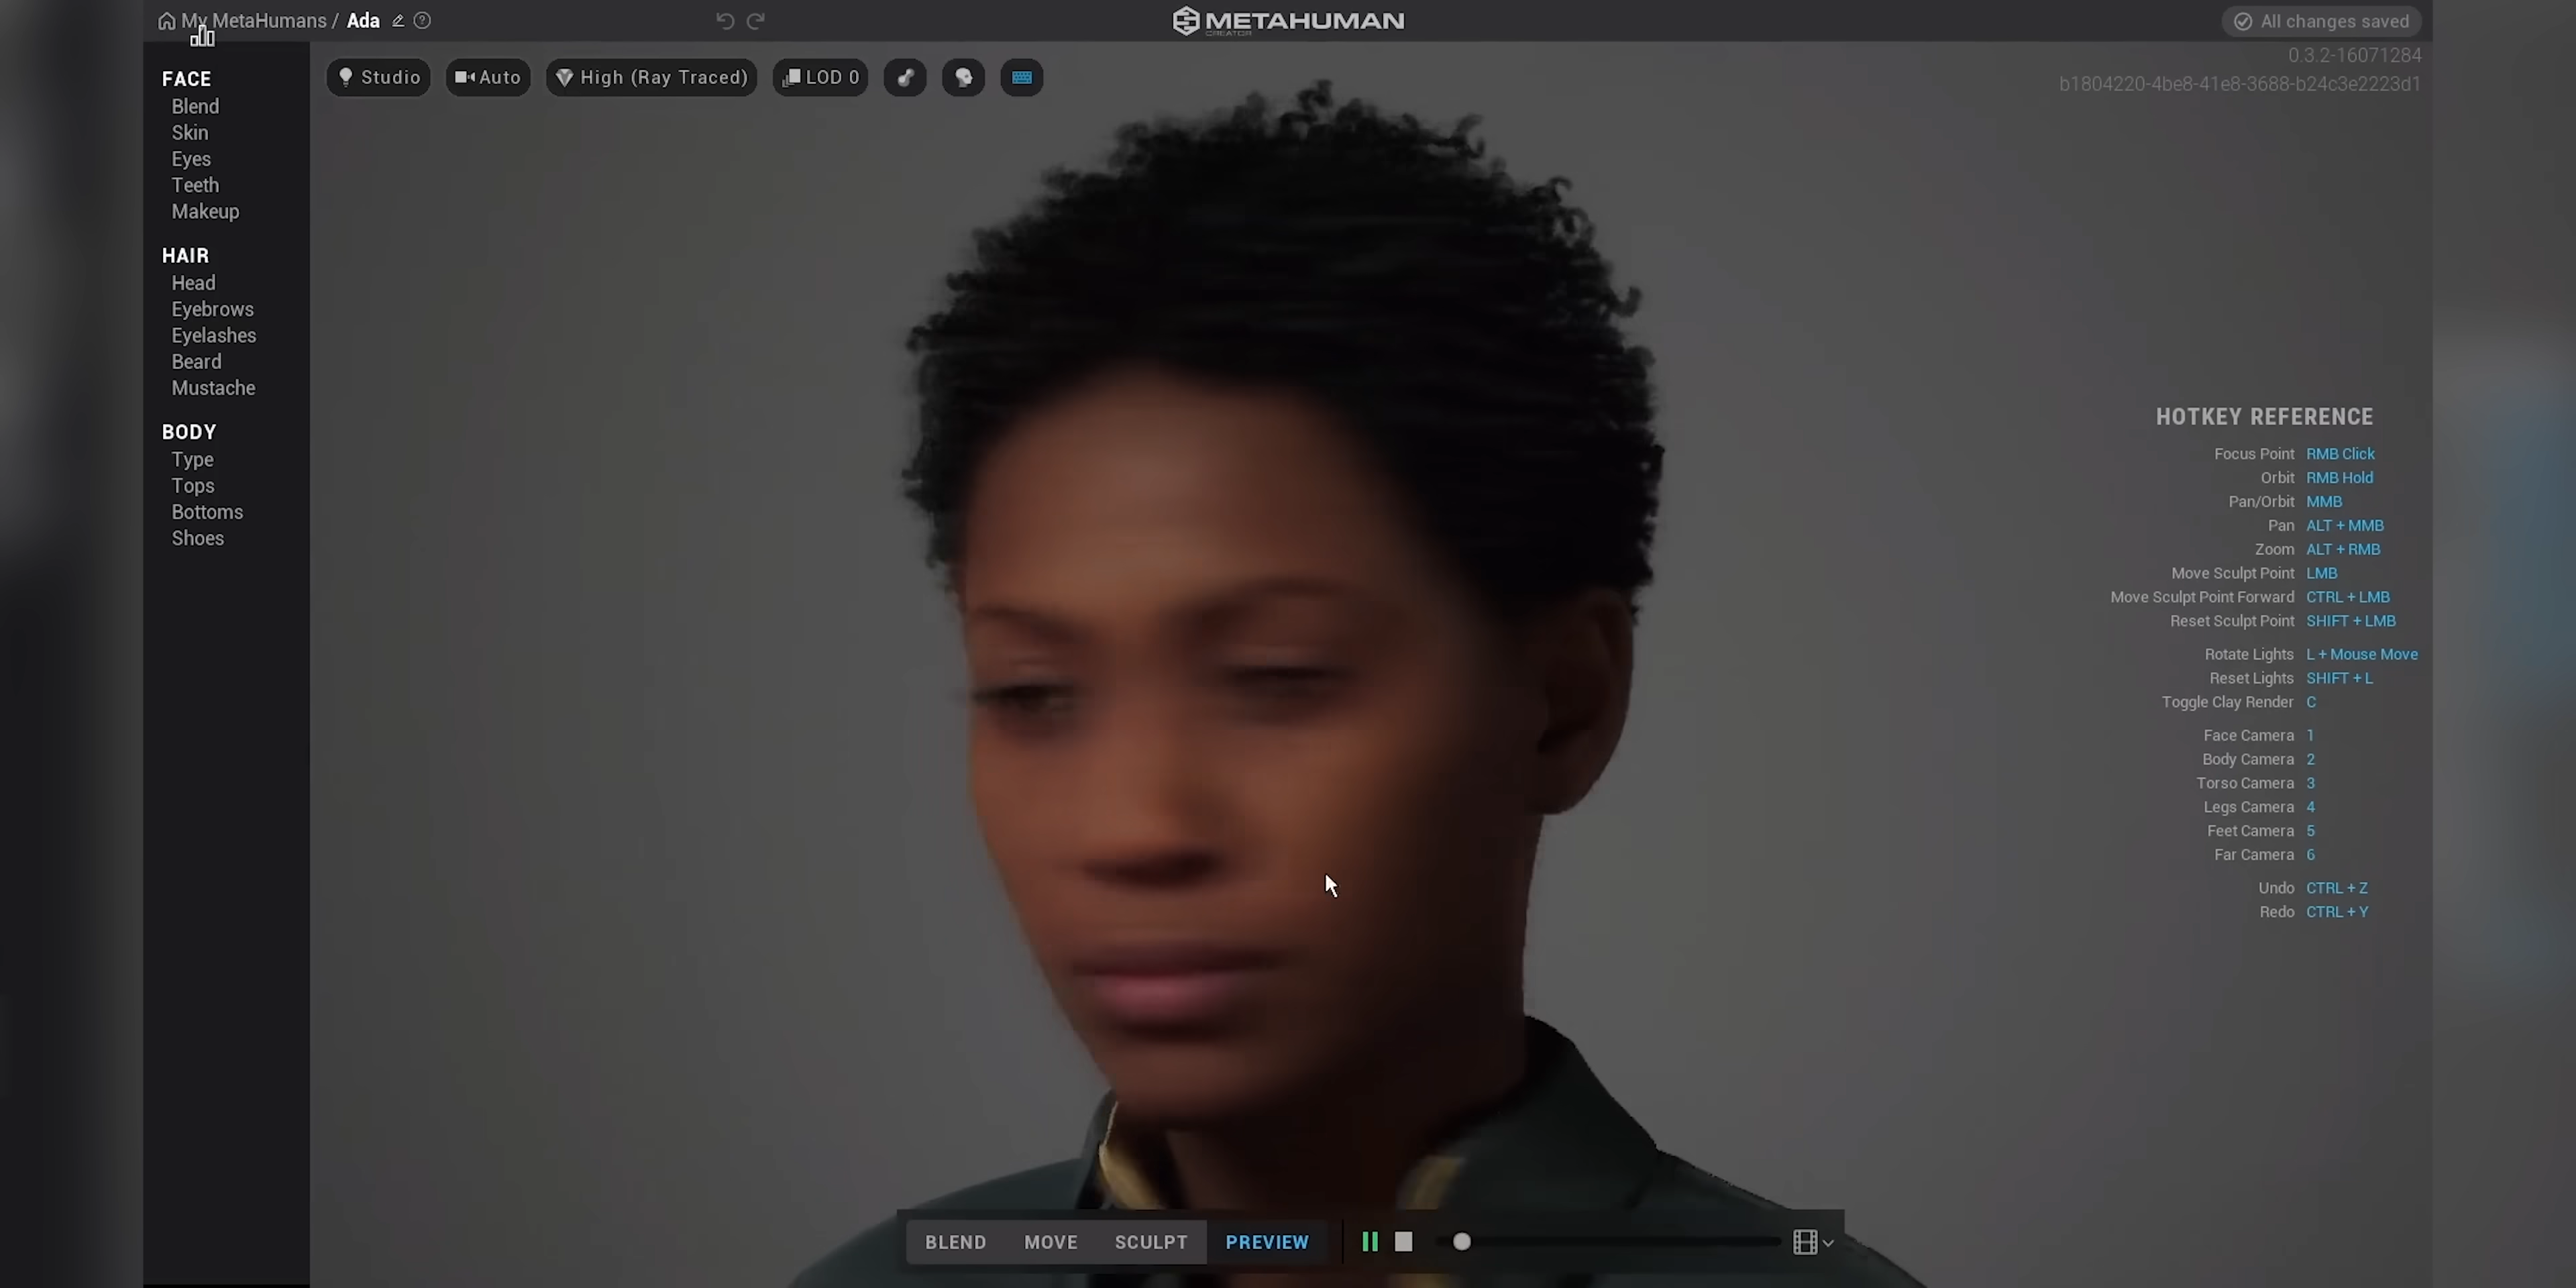 My MetaHumans / Ada
METAHUMAN
CREATOR
All changes saved
0.3.2-16071284
b1804220-4be8-41e8-3688-b24c3e2223d1
Studio
Auto
High (Ray Traced)
LOD 0
FACE
Blend
Skin
Eyes
Teeth
Makeup
HAIR
Head
Eyebrows
Eyelashes
Beard
Mustache
BODY
Type
Tops
Bottoms
Shoes
HOTKEY REFERENCE
Focus Point RMB Click
Orbit RMB Hold
Pan/Orbit MMB
Pan ALT + MMB
Zoom ALT + RMB
Move Sculpt Point LMB
Move Sculpt Point Forward CTRL + LMB
Reset Sculpt Point SHIFT + LMB
Rotate Lights L + Mouse Move
Reset Lights SHIFT + L
Toggle Clay Render C
Face Camera 1
Body Camera 2
Torso Camera 3
Legs Camera 4
Feet Camera 5
Far Camera 6
Undo CTRL + Z
Redo CTRL + Y
BLEND MOVE SCULPT PREVIEW